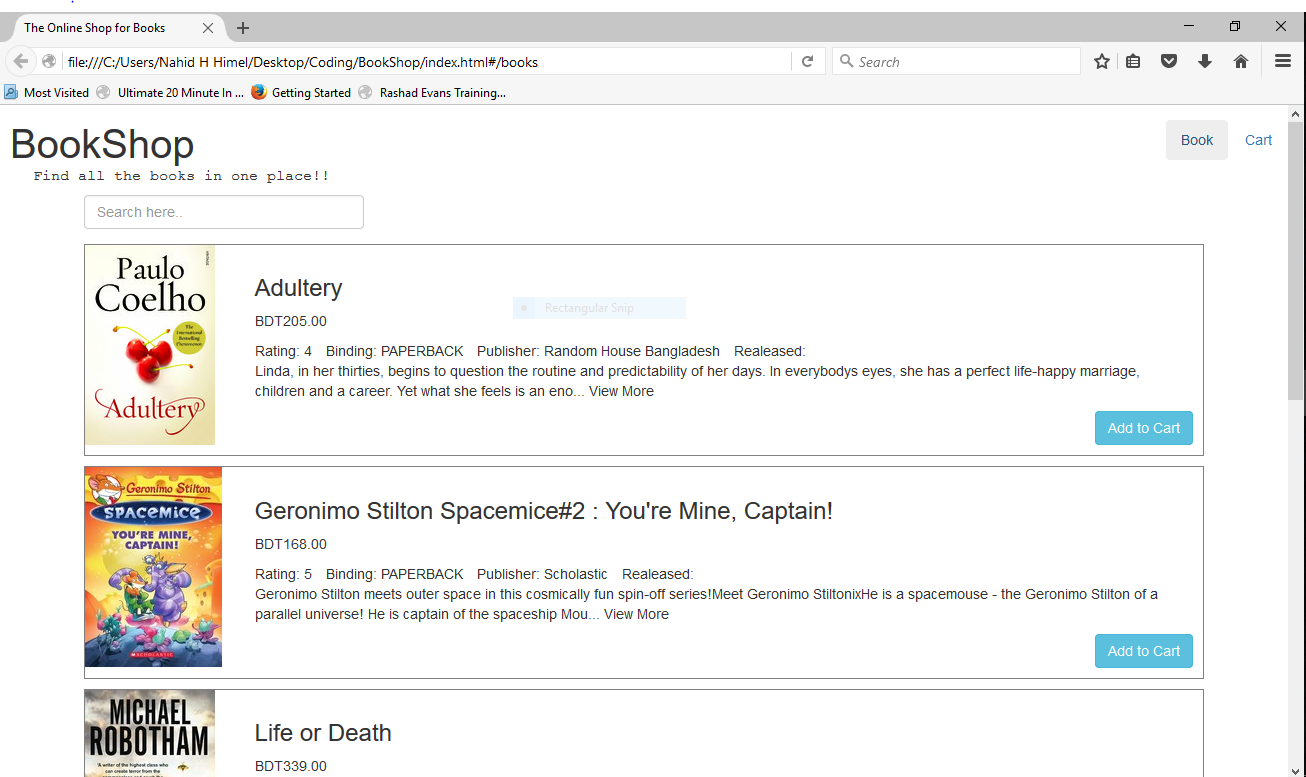 The Online Shop for Books
file:///C:/Users/Nahid H Himel/Desktop/Coding/BookShop/index.html#/books
Search
Most Visited Ultimate 20 Minute In ... Getting Started Rashad Evans Training...
BookShop
Book Cart
Find all the books in one place!!
Search here..
Paulo
Coelho
The
International
Bestselling
Phenomenon
Adultery
Adultery
Rectangular Snip
BDT205.00
Rating: 4 Binding: PAPERBACK Publisher: Random House Bangladesh Realeased:
Linda, in her thirties, begins to question the routine and predictability of her days. In everybodys eyes, she has a perfect life-happy marriage,
children and a career. Yet what she feels is an eno... View More
Add to Cart
Geronimo Stilton
SPACEMICE
YOU'RE MINE,
CAPTAIN!
SCHOLASTIC
Geronimo Stilton Spacemice#2 : You're Mine, Captain!
BDT168.00
Rating: 5 Binding: PAPERBACK Publisher: Scholastic Realeased:
Geronimo Stilton meets outer space in this cosmically fun spin-off series!Meet Geronimo StiltonixHe is a spacemouse - the Geronimo Stilton of a
parallel universe! He is captain of the spaceship Mou... View More
Add to Cart
MICHAEL
ROBOTHAM
'A writer of the highest class who
can create terror from the
Life or Death
BDT339.00